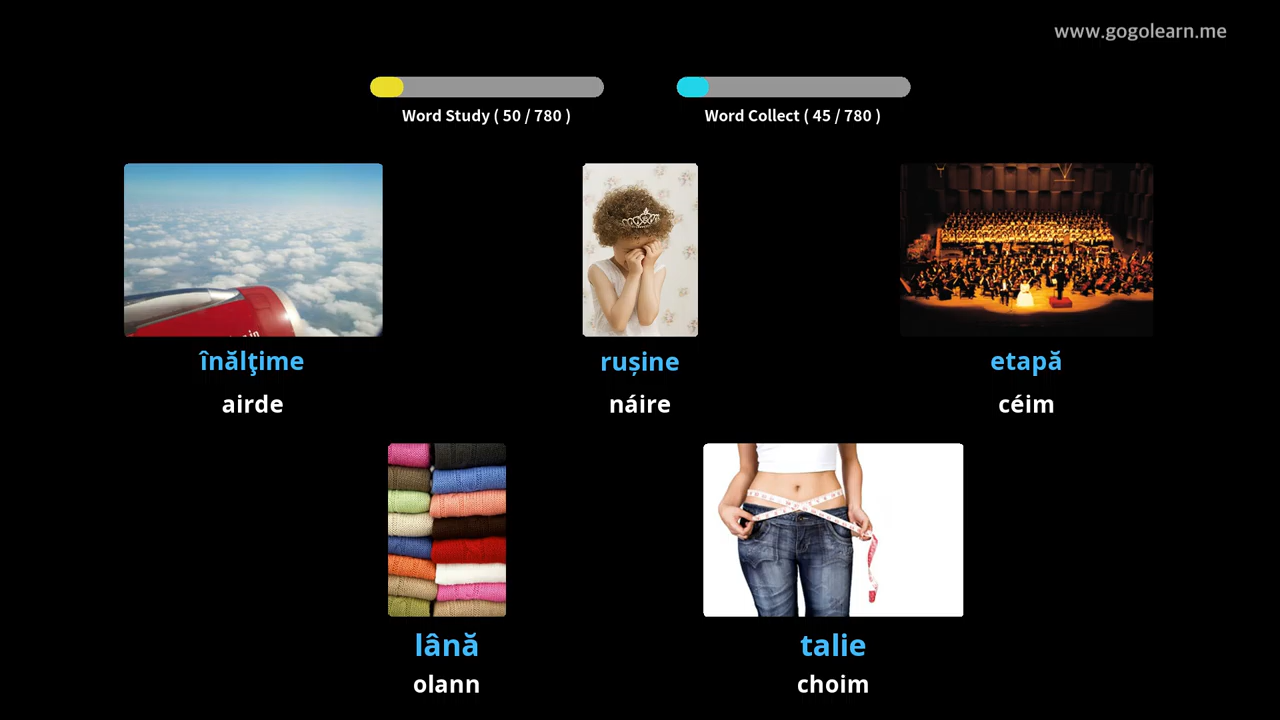 www.gogolearn.me
Word Study ( 50 / 780 )
Word Collect ( 45 / 780 )
înălţime
rușine
etapă
airde
náire
céim
lână
talie
olann
choim